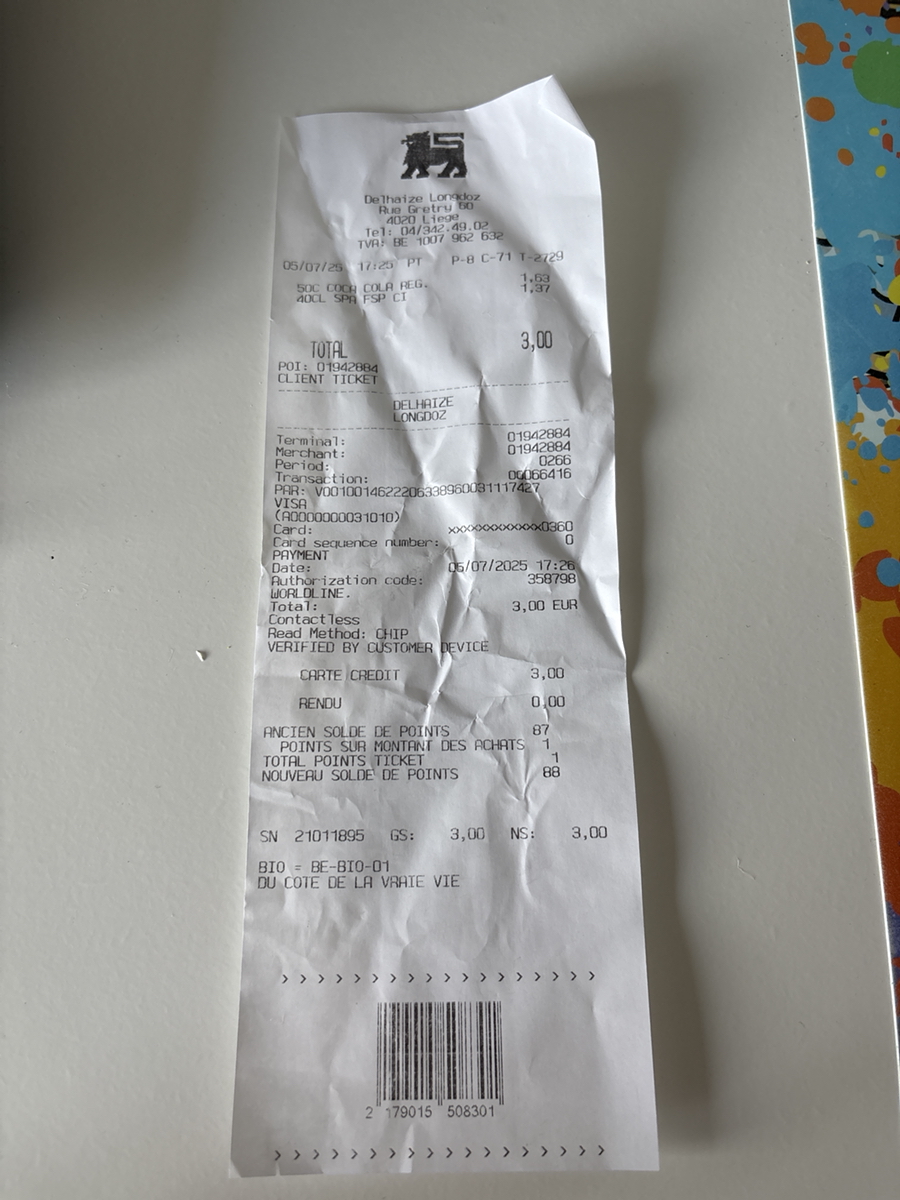 Delhaize Longdoz
Rue Gretry 60
4020 Liege
Tel: 04/342.49.02
TVA: BE 1007 962 632
05/07/25 17:25 PT P-8 C-71 T-2729
50C COCA COLA REG. 1,63
40CL SPA FSP CI 1,37
TOTAL 3,00
POI: 01942884
CLIENT TICKET
DELHAIZE
LONGDOZ
Terminal: 01942884
Merchant: 01942884
Period: 0266
Transaction: 00066416
PAR: V0010014622206338960031117427
VISA
(A0000000031010)
Card: xxxxxxxxxxxx0360
Card sequence number: 0
PAYMENT
Date: 05/07/2025 17:26
Authorization code: 358798
WORLDLINE.
Total: 3,00 EUR
Contactless
Read Method: CHIP
VERIFIED BY CUSTOMER DEVICE
CARTE CREDIT 3,00
RENDU 0,00
ANCIEN SOLDE DE POINTS 87
POINTS SUR MONTANT DES ACHATS 1
TOTAL POINTS TICKET 1
NOUVEAU SOLDE DE POINTS 88
SN 21011895 GS: 3,00 NS: 3,00
BIO = BE-BIO-01
DU COTE DE LA VRAIE VIE
> > > > > > > > > > > > > > > > > >
2 179015 508301
> > > > > > > > > > > > > > > > > > >